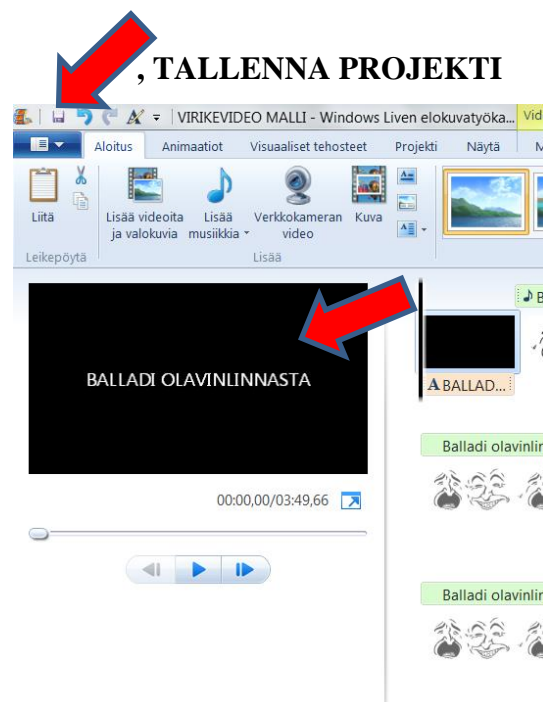 , TALLENNA PROJEKTI
VIRIKEVIDEO MALLI - Windows Liven elokuvatyöka... Vid
Aloitus Animaatiot Visuaaliset tehosteet Projekti Näytä M
Liitä Lisää videoita ja valokuvia Lisää musiikkia Verkkokameran video Kuva
Leikepöytä Lisää
B
BALLADI OLAVINLINNASTA
A BALLAD...
Balladi olavinlin
00:00,00/03:49,66
Balladi olavinlin